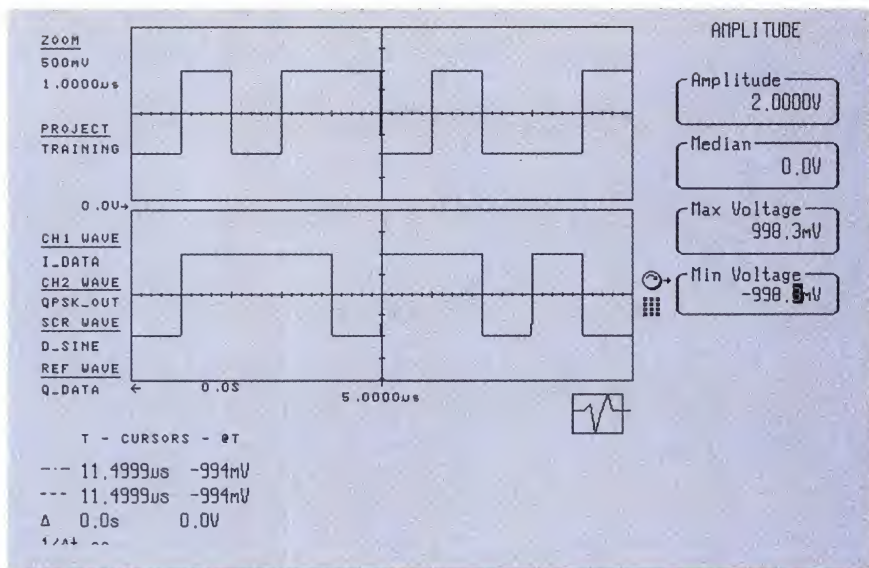 ZOOM
500mV
1.0000µs
PROJECT
TRAINING
0.0V→
CH1 WAVE
I_DATA
CH2 WAVE
QPSK_OUT
SCR WAVE
D_SINE
REF WAVE
Q_DATA
← 0.0S
5.0000µs
AMPLITUDE
Amplitude
2.0000V
Median
0.0V
Max Voltage
998.3mV
Min Voltage
-998.3mV
T - CURSORS - @T
11.4999µs -994mV
11.4999µs -994mV
Δ 0.0s 0.0V